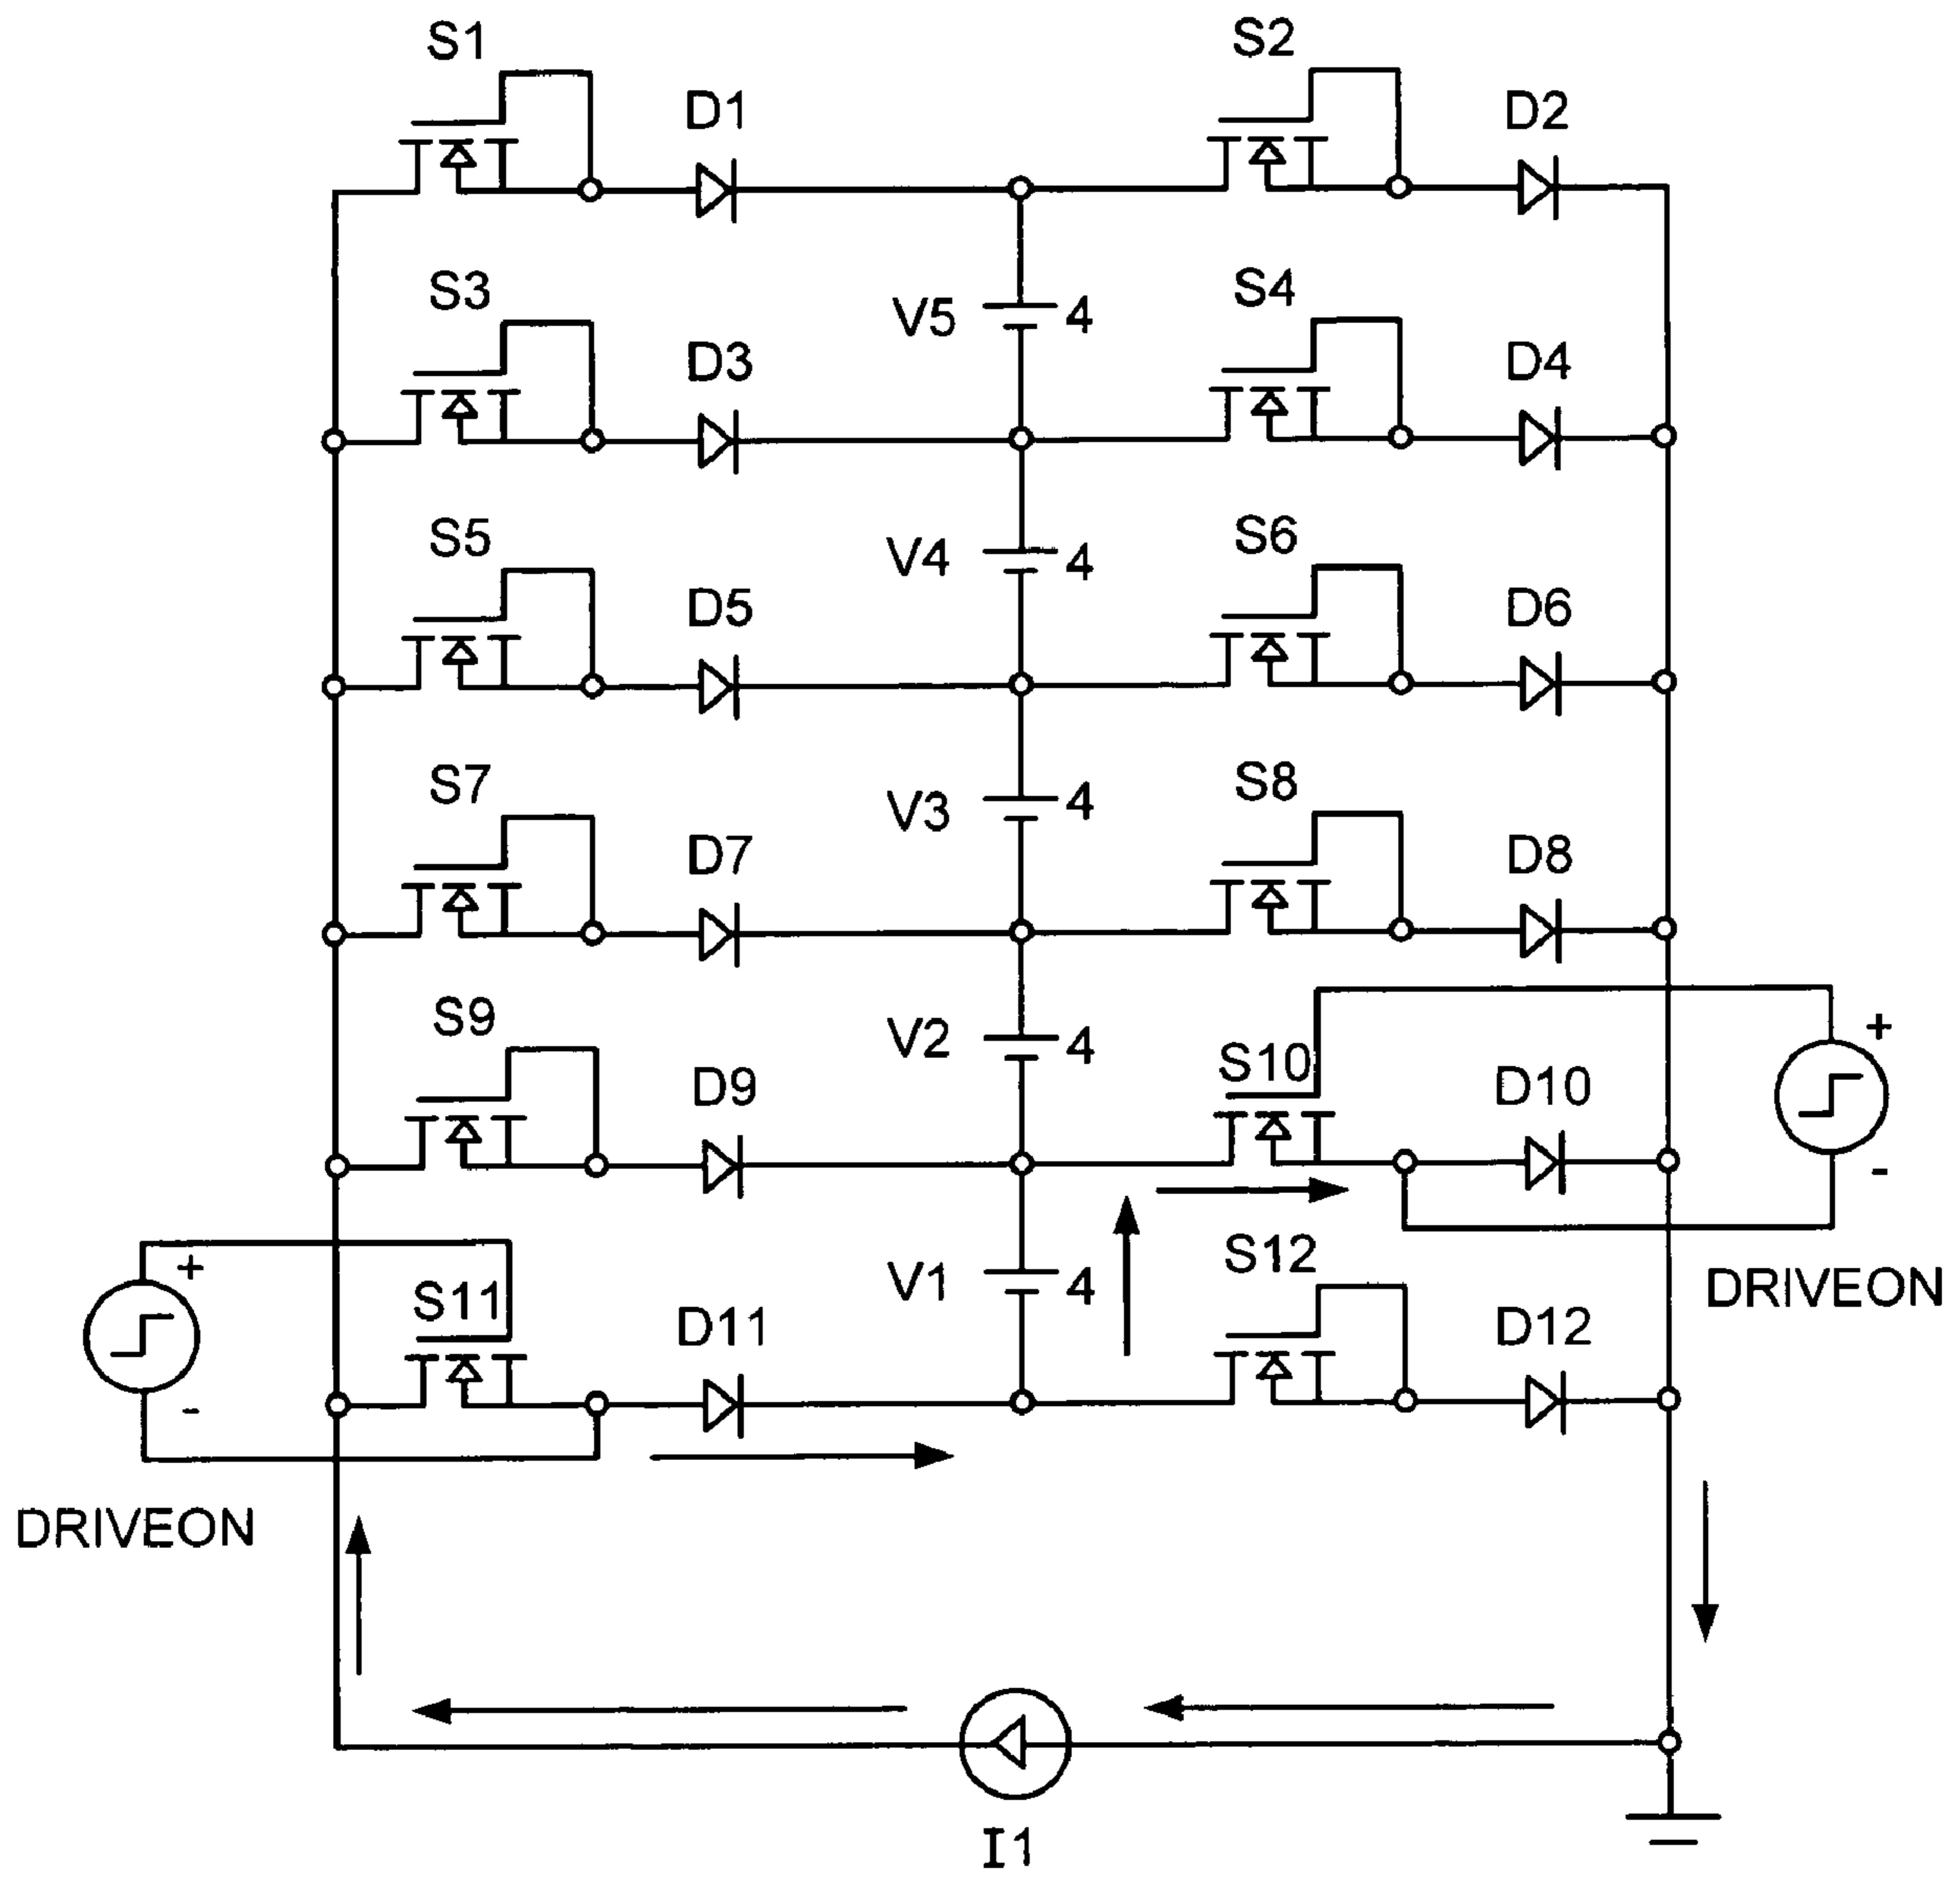 S1
S2
D1
D2
S3
S4
V5
4
D3
D4
S5
S6
V4
4
D5
D6
S7
S8
V3
4
D7
D8
S9
V2
4
S10
+
D9
D10
-
S11
+
V1
4
S12
DRIVEON
D11
D12
-
DRIVEON
I1